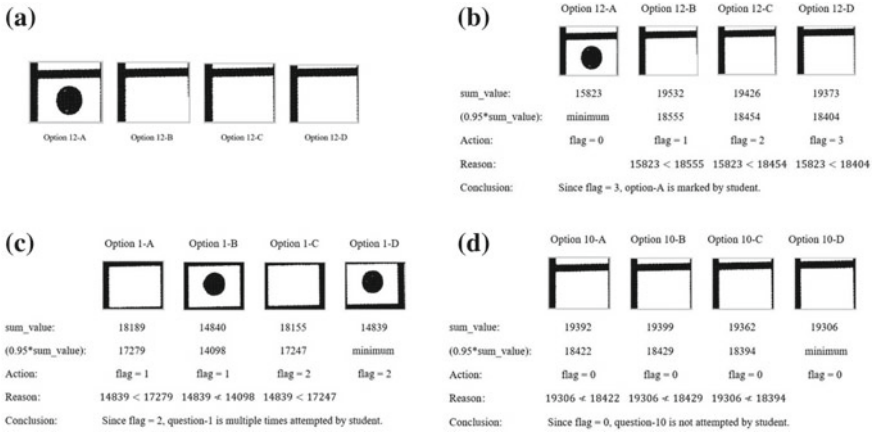 (a)
Option 12-A Option 12-B Option 12-C Option 12-D
(b)
Option 12-A Option 12-B Option 12-C Option 12-D
sum_value: 15823 19532 19426 19373
(0.95*sum_value): minimum 18555 18454 18404
Action: flag = 0 flag = 1 flag = 2 flag = 3
Reason: 15823 < 18555 15823 < 18454 15823 < 18404
Conclusion: Since flag = 3, option-A is marked by student.
(c)
Option 1-A Option 1-B Option 1-C Option 1-D
sum_value: 18189 14840 18155 14839
(0.95*sum_value): 17279 14098 17247 minimum
Action: flag = 1 flag = 1 flag = 2 flag = 2
Reason: 14839 < 17279 14839 ≮ 14098 14839 < 17247
Conclusion: Since flag = 2, question-1 is multiple times attempted by student.
(d)
Option 10-A Option 10-B Option 10-C Option 10-D
sum_value: 19392 19399 19362 19306
(0.95*sum_value): 18422 18429 18394 minimum
Action: flag = 0 flag = 0 flag = 0 flag = 0
Reason: 19306 ≮ 18422 19306 ≮ 18429 19306 ≮ 18394
Conclusion: Since flag = 0, question-10 is not attempted by student.